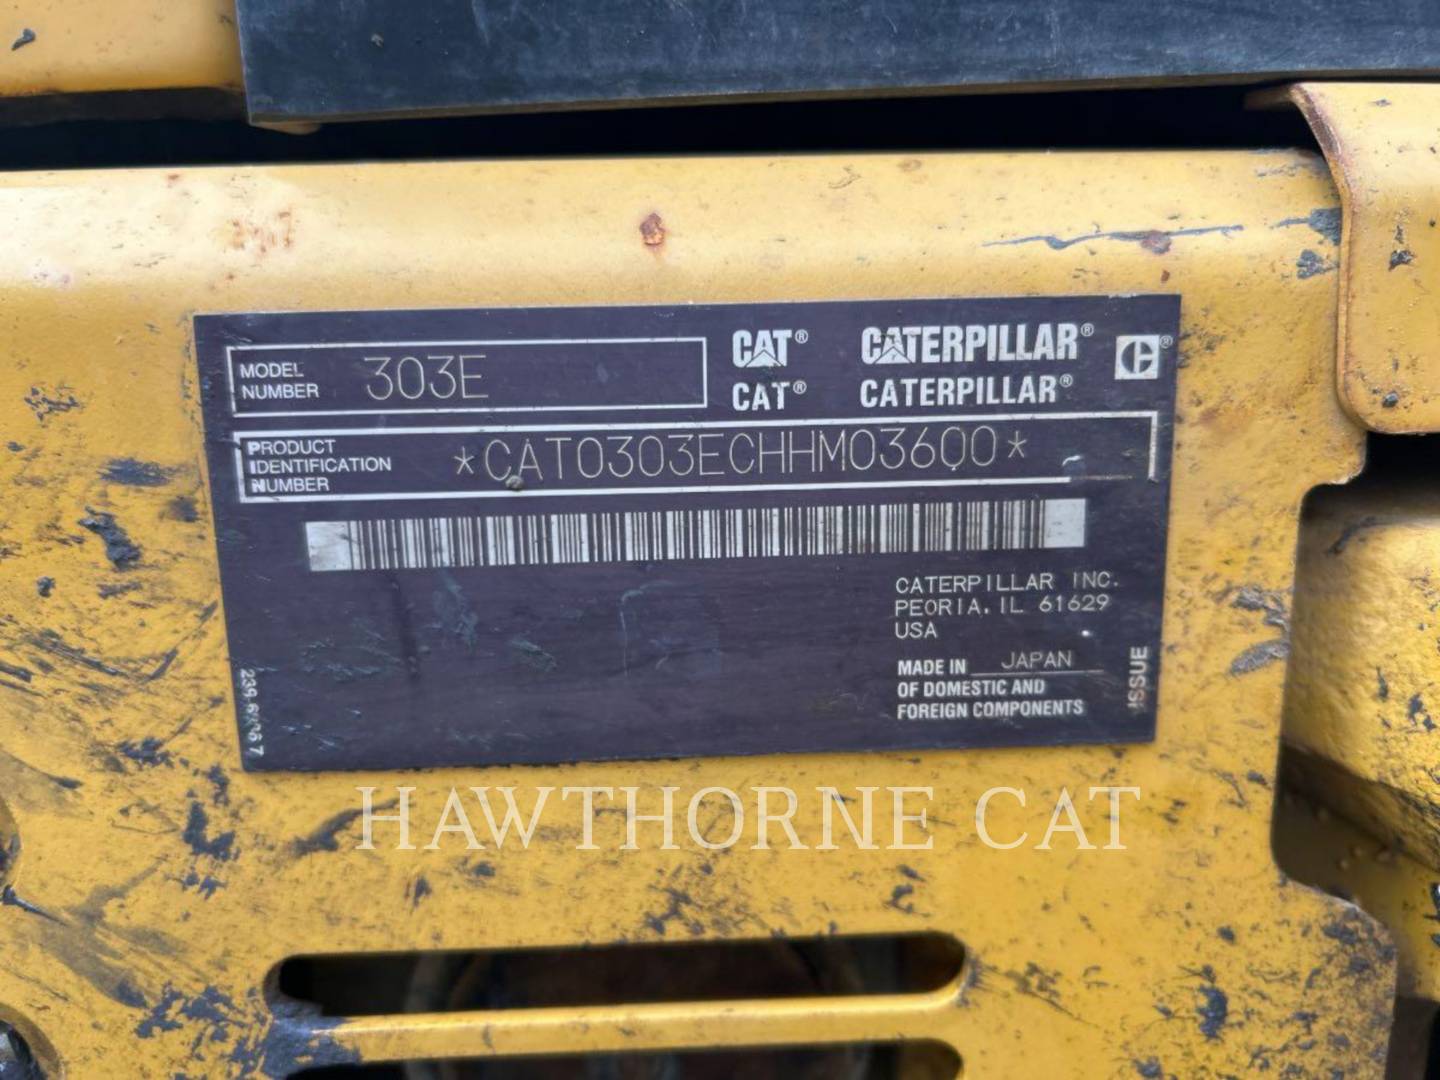 MODEL NUMBER 303E
CAT® CATERPILLAR® C®
CAT® CATERPILLAR®
PRODUCT
IDENTIFICATION
NUMBER
*CAT0303ECHHM03600*
CATERPILLAR INC.
PEORIA, IL 61629
USA
MADE IN JAPAN
OF DOMESTIC AND
FOREIGN COMPONENTS
ISSUE
HAWTHORNE CAT